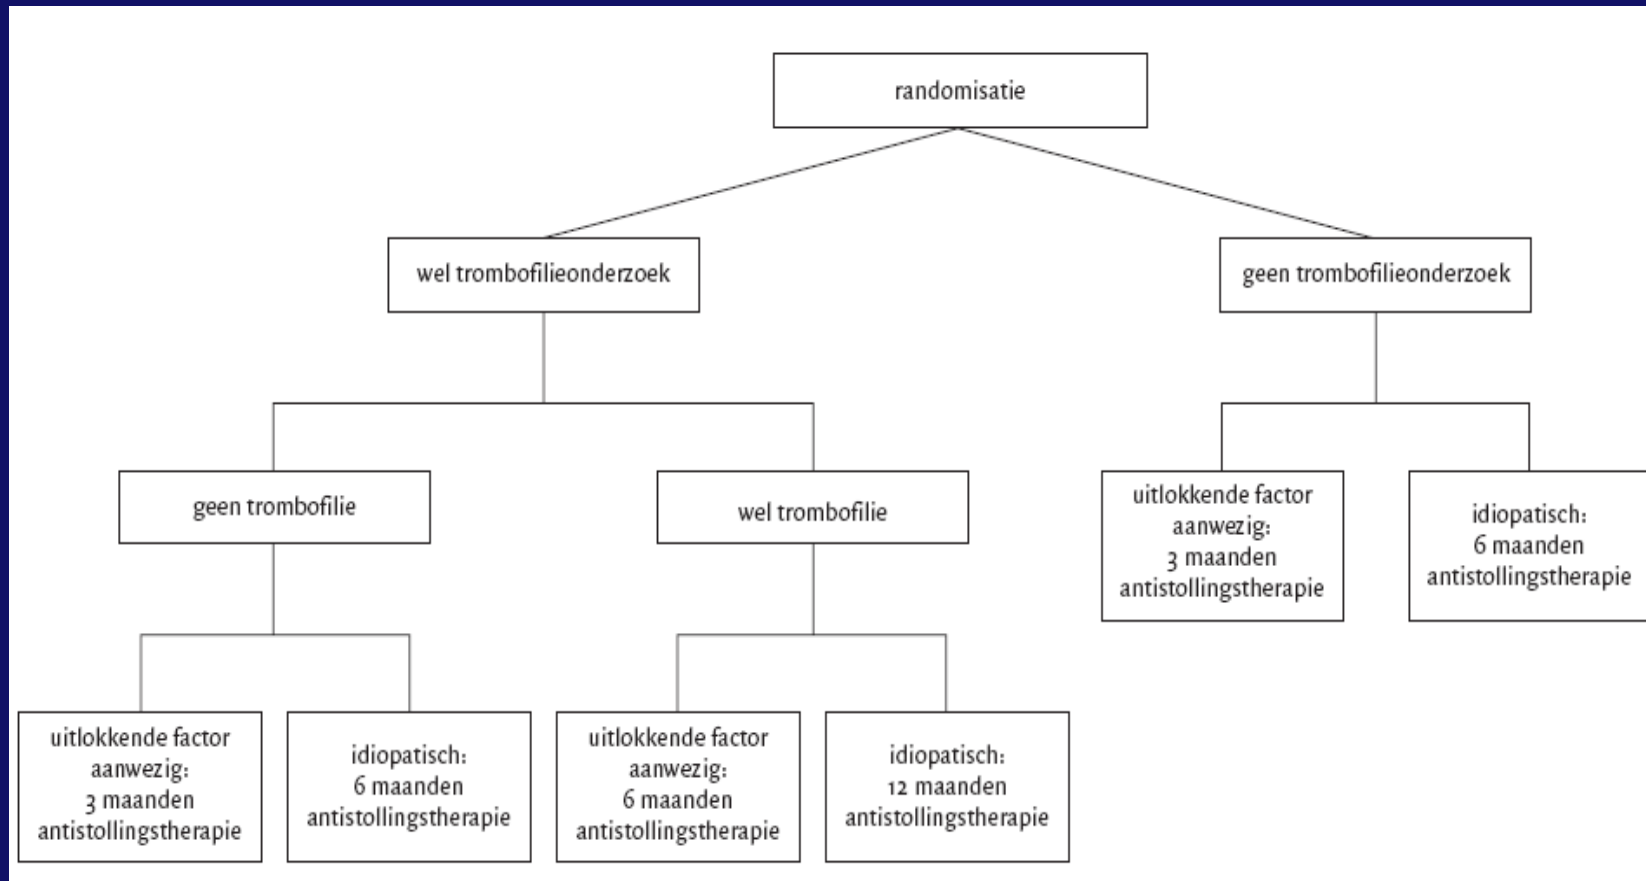 randomisatie
wel trombofilieonderzoek
geen trombofilieonderzoek
geen trombofilie
wel trombofilie
uitlokkende factor
aanwezig:
3 maanden
antistollingstherapie
idiopatisch:
6 maanden
antistollingstherapie
uitlokkende factor
aanwezig:
3 maanden
antistollingstherapie
idiopatisch:
6 maanden
antistollingstherapie
uitlokkende factor
aanwezig:
6 maanden
antistollingstherapie
idiopatisch:
12 maanden
antistollingstherapie